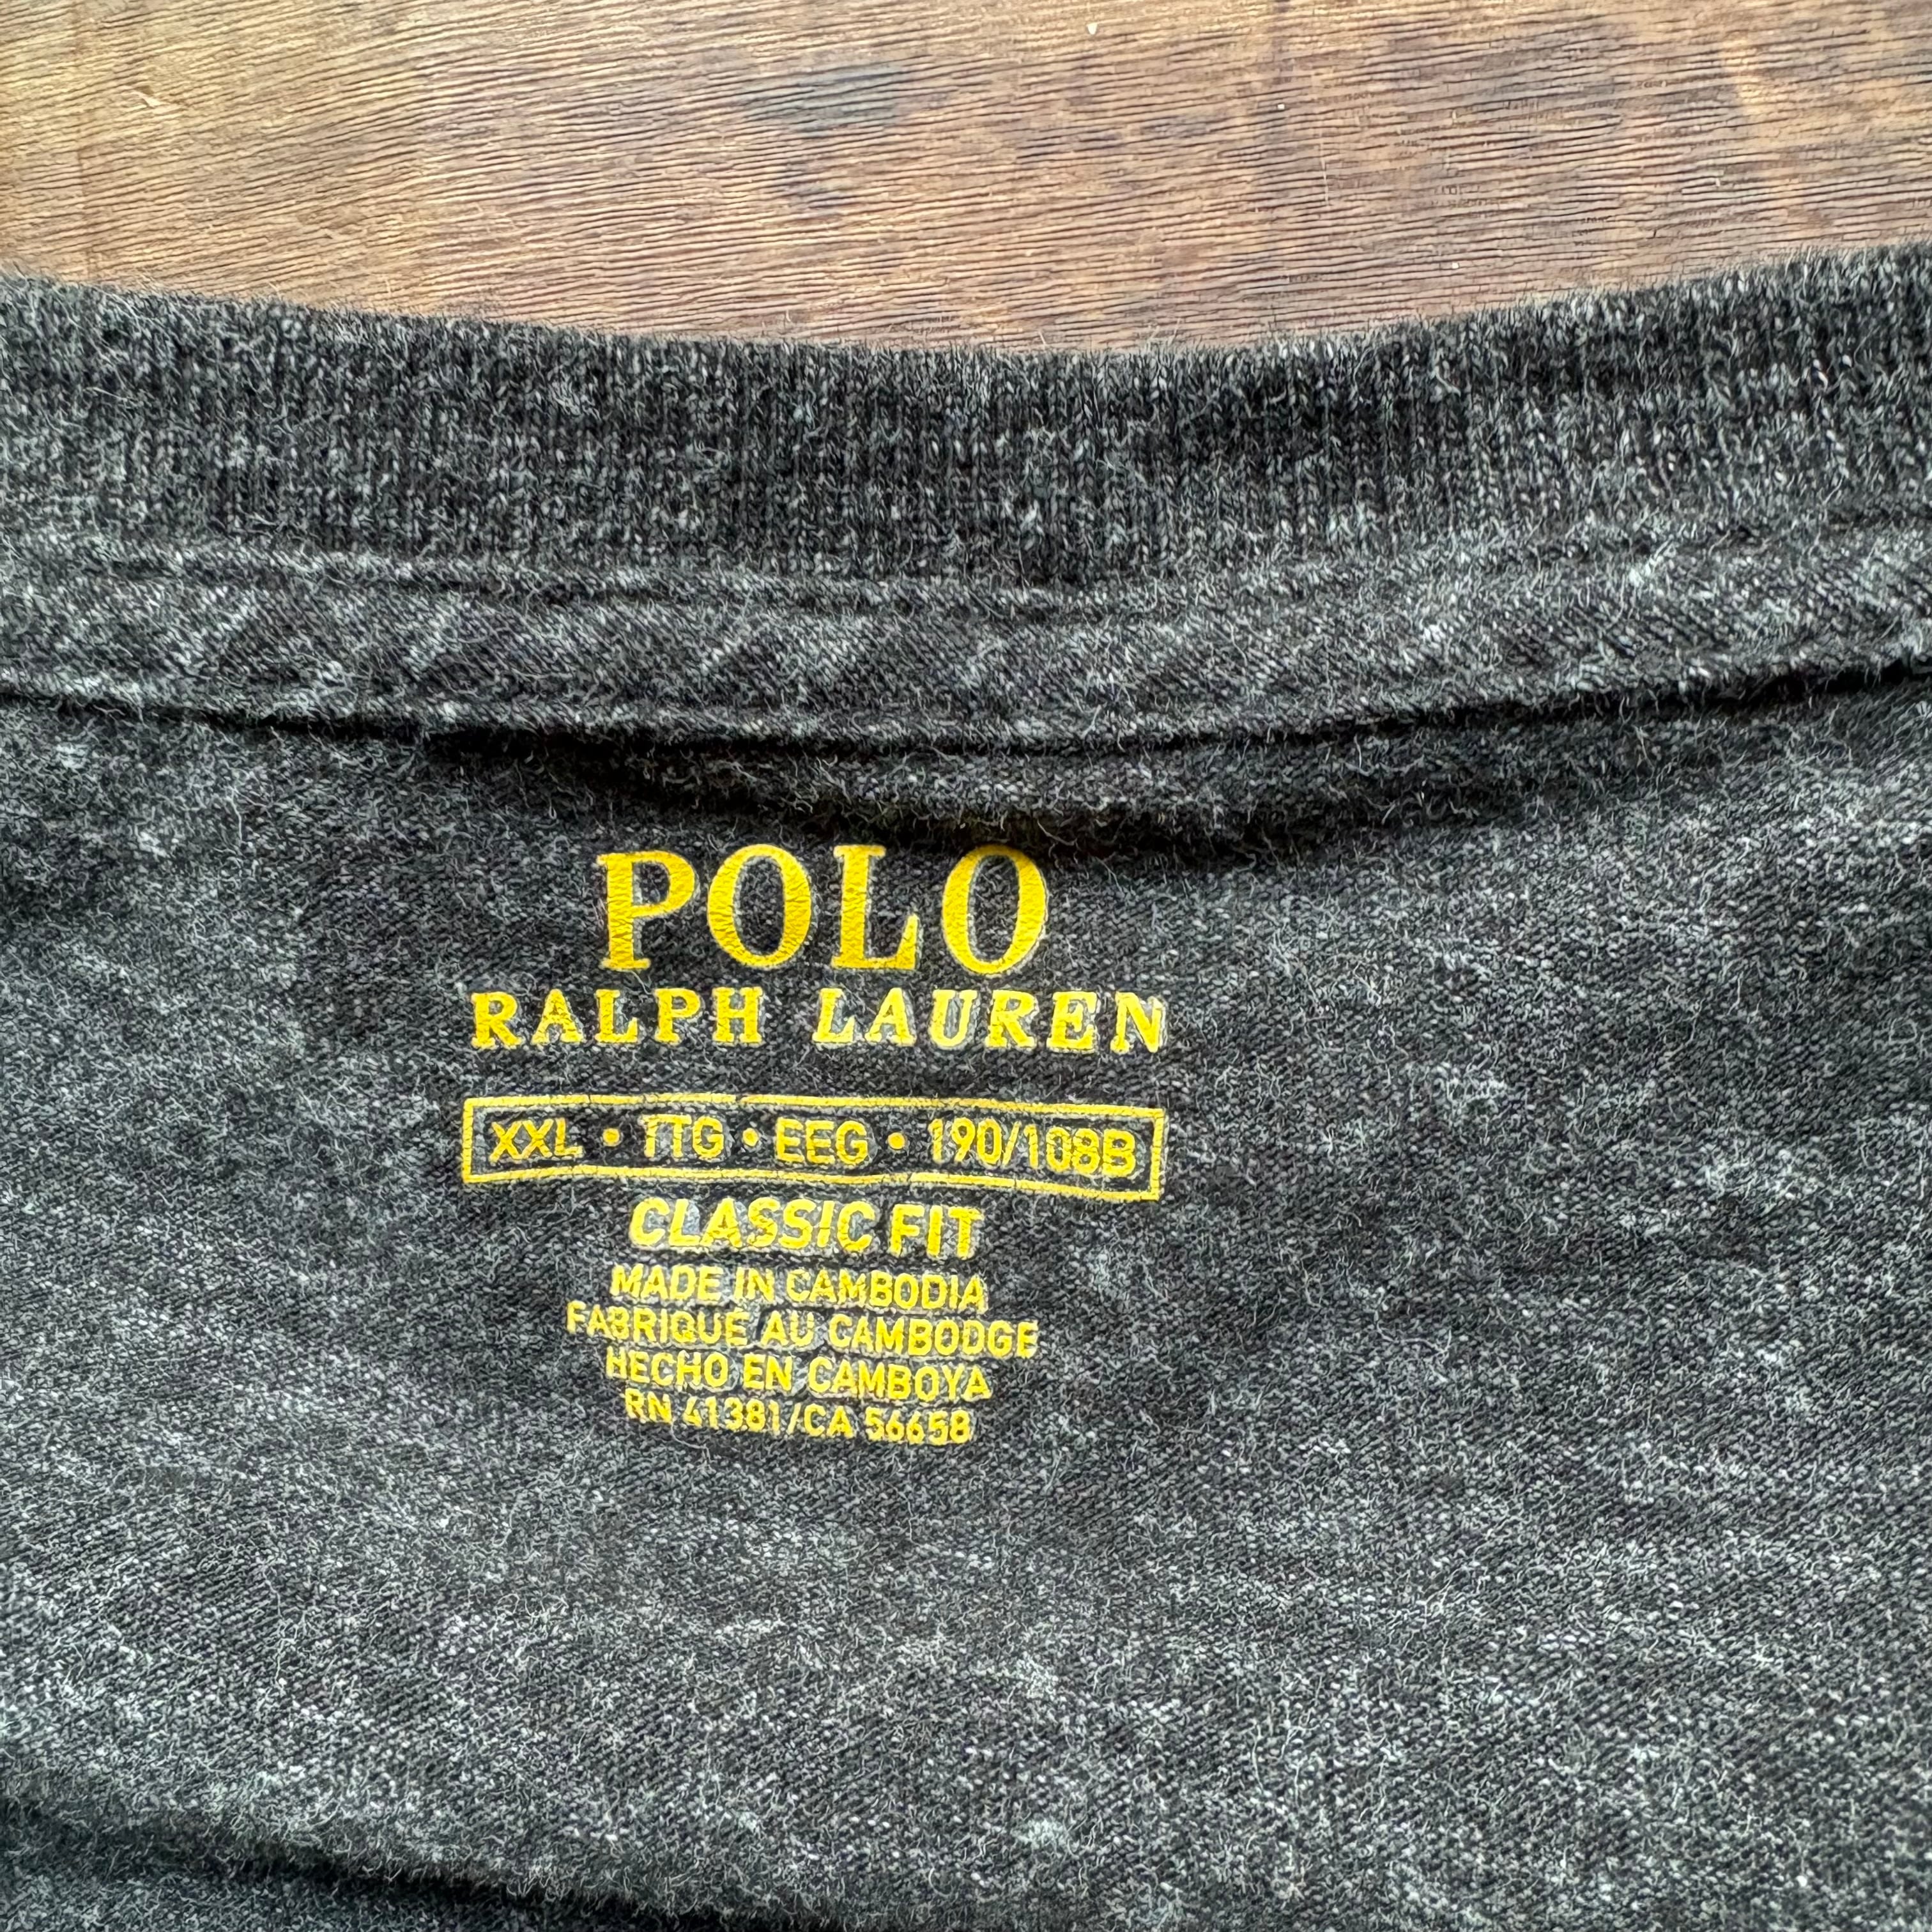 POLO
RALPH LAUREN
XXL • TTG • EEG • 190/108B
CLASSIC FIT
MADE IN CAMBODIA
FABRIQUE AU CAMBODGE
HECHO EN CAMBOYA
RN 41381/CA 56658